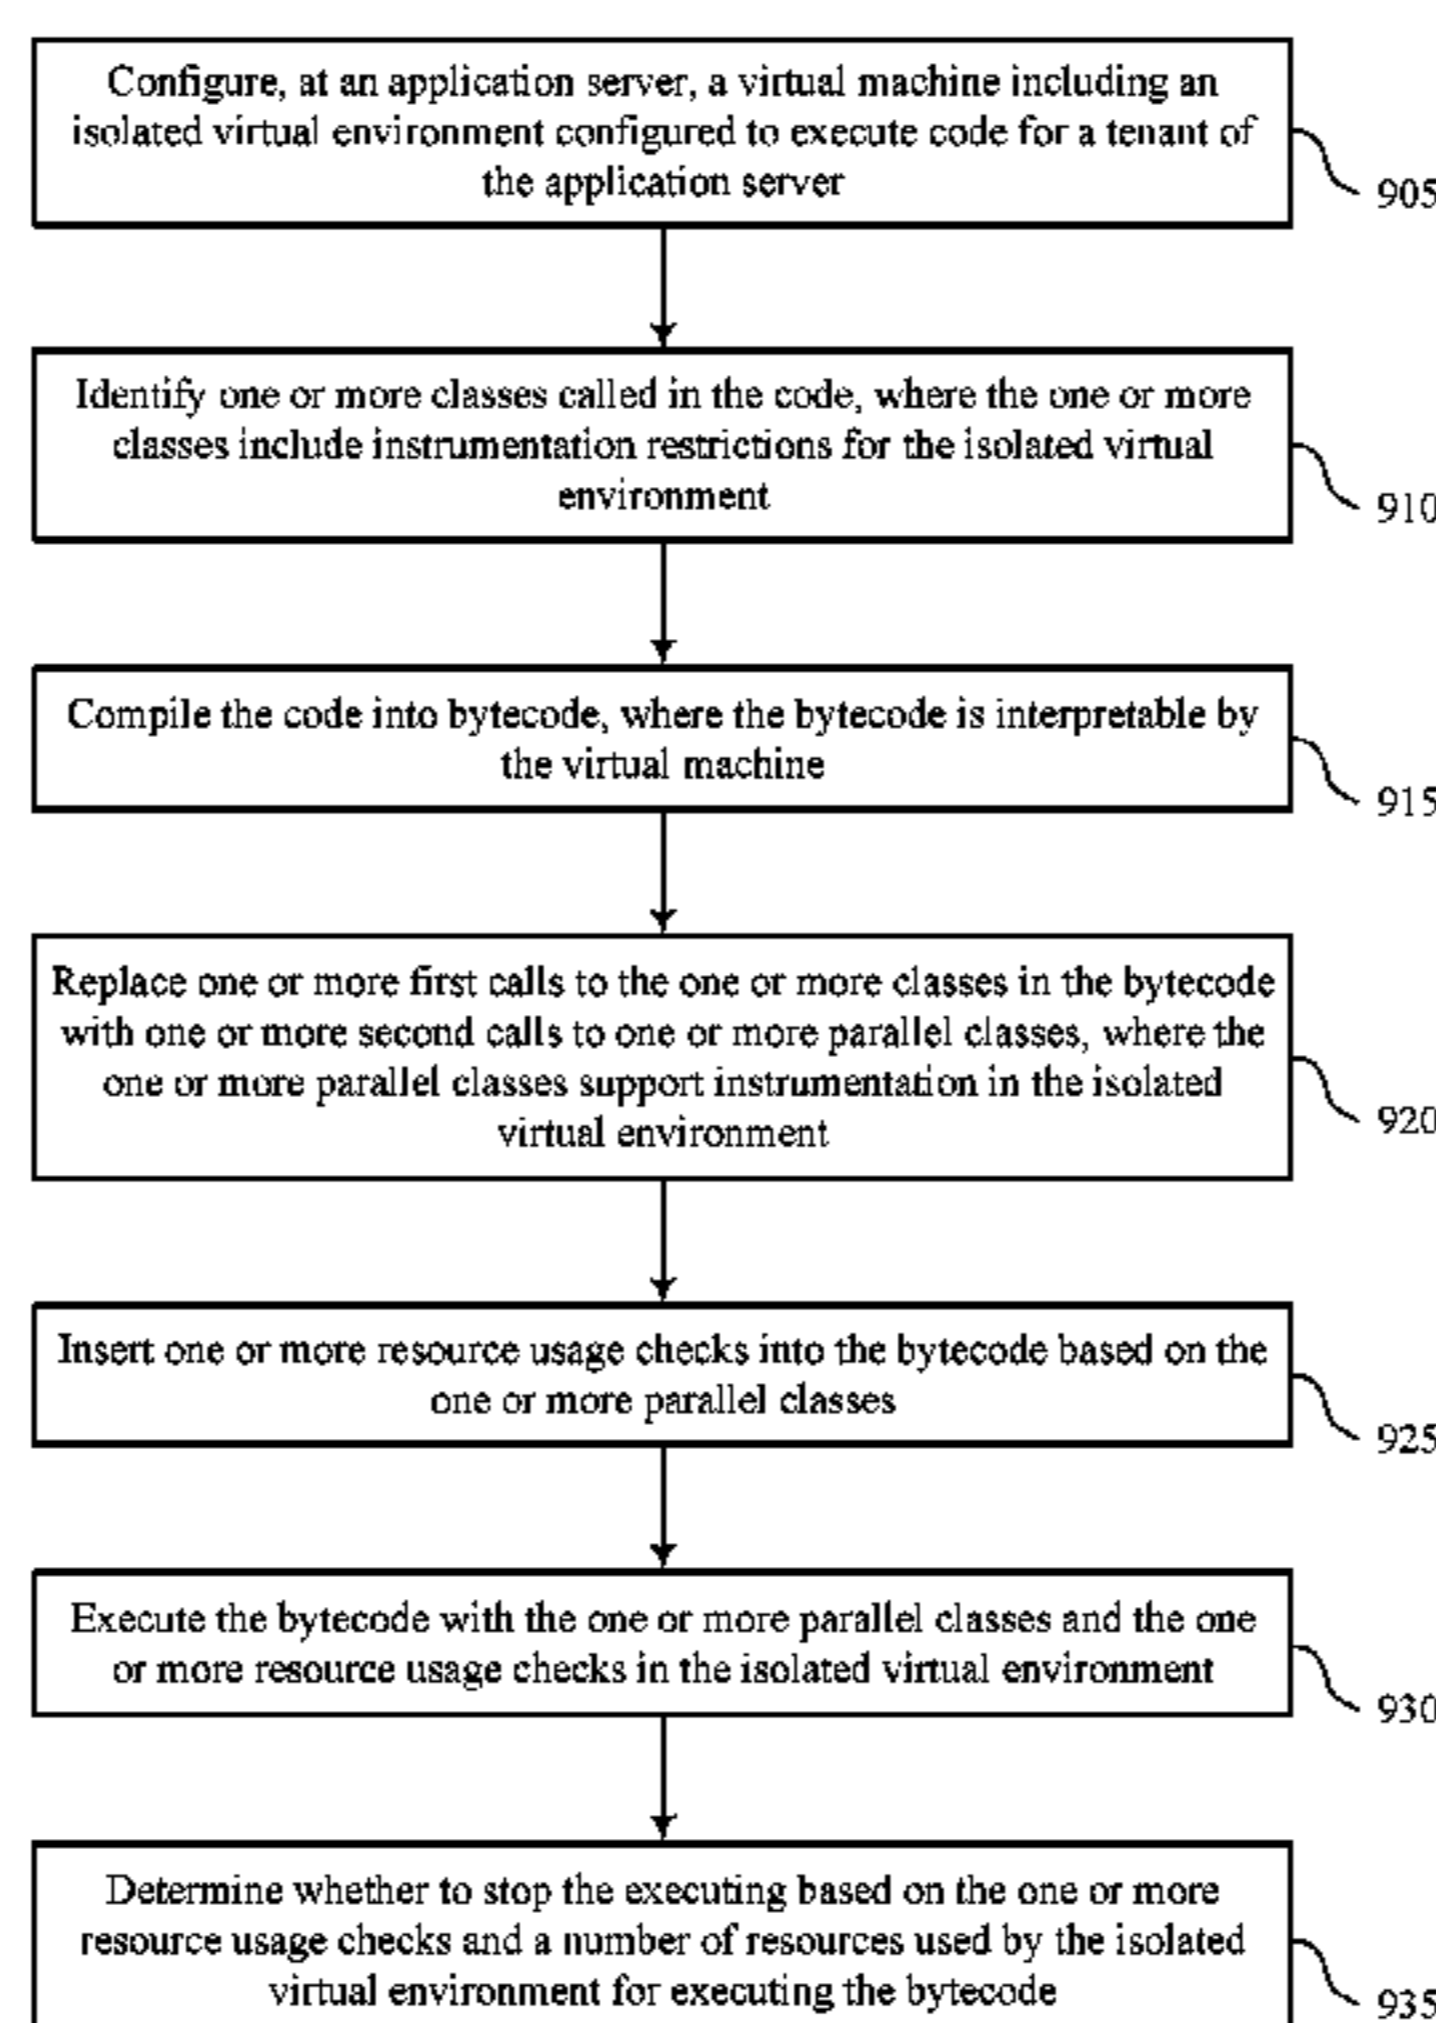 Configure, at an application server, a virtual machine including an
isolated virtual environment configured to execute code for a tenant of
the application server
905
Identify one or more classes called in the code, where the one or more
classes include instrumentation restrictions for the isolated virtual
environment
910
Compile the code into bytecode, where the bytecode is interpretable by
the virtual machine
915
Replace one or more first calls to the one or more classes in the bytecode
with one or more second calls to one or more parallel classes, where the
one or more parallel classes support instrumentation in the isolated
virtual environment
920
Insert one or more resource usage checks into the bytecode based on the
one or more parallel classes
925
Execute the bytecode with the one or more parallel classes and the one
or more resource usage checks in the isolated virtual environment
930
Determine whether to stop the executing based on the one or more
resource usage checks and a number of resources used by the isolated
virtual environment for executing the bytecode
935